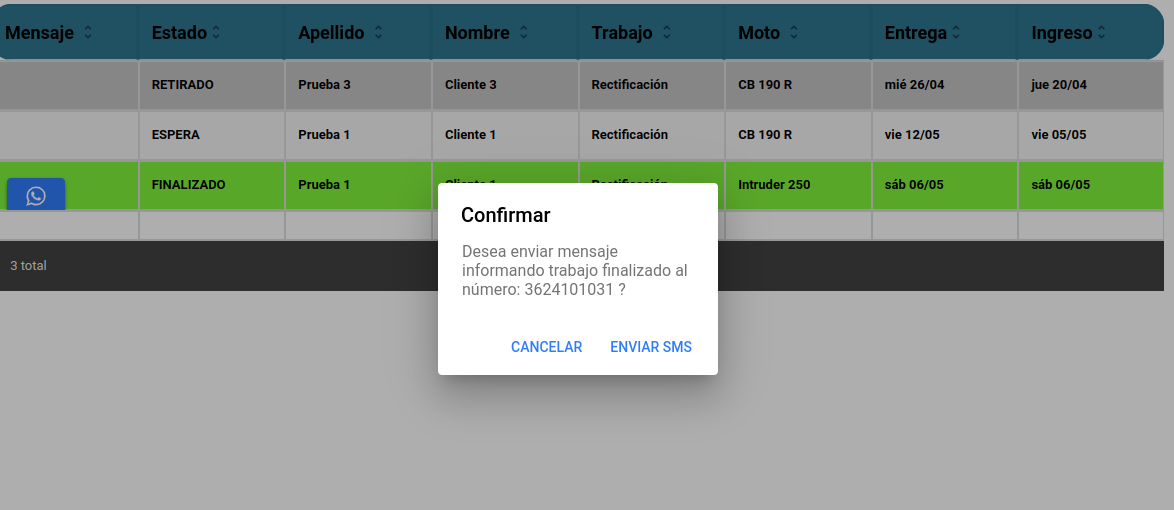 Mensaje Estado Apellido Nombre Trabajo Moto Entrega Ingreso
RETIRADO Prueba 3 Cliente 3 Rectificación CB 190 R mié 26/04 jue 20/04
ESPERA Prueba 1 Cliente 1 Rectificación CB 190 R vie 12/05 vie 05/05
FINALIZADO Prueba 1 Cliente 1 Rectificación Intruder 250 sáb 06/05 sáb 06/05
3 total
Confirmar
Desea enviar mensaje
informando trabajo finalizado al
número: 3624101031 ?
CANCELAR ENVIAR SMS